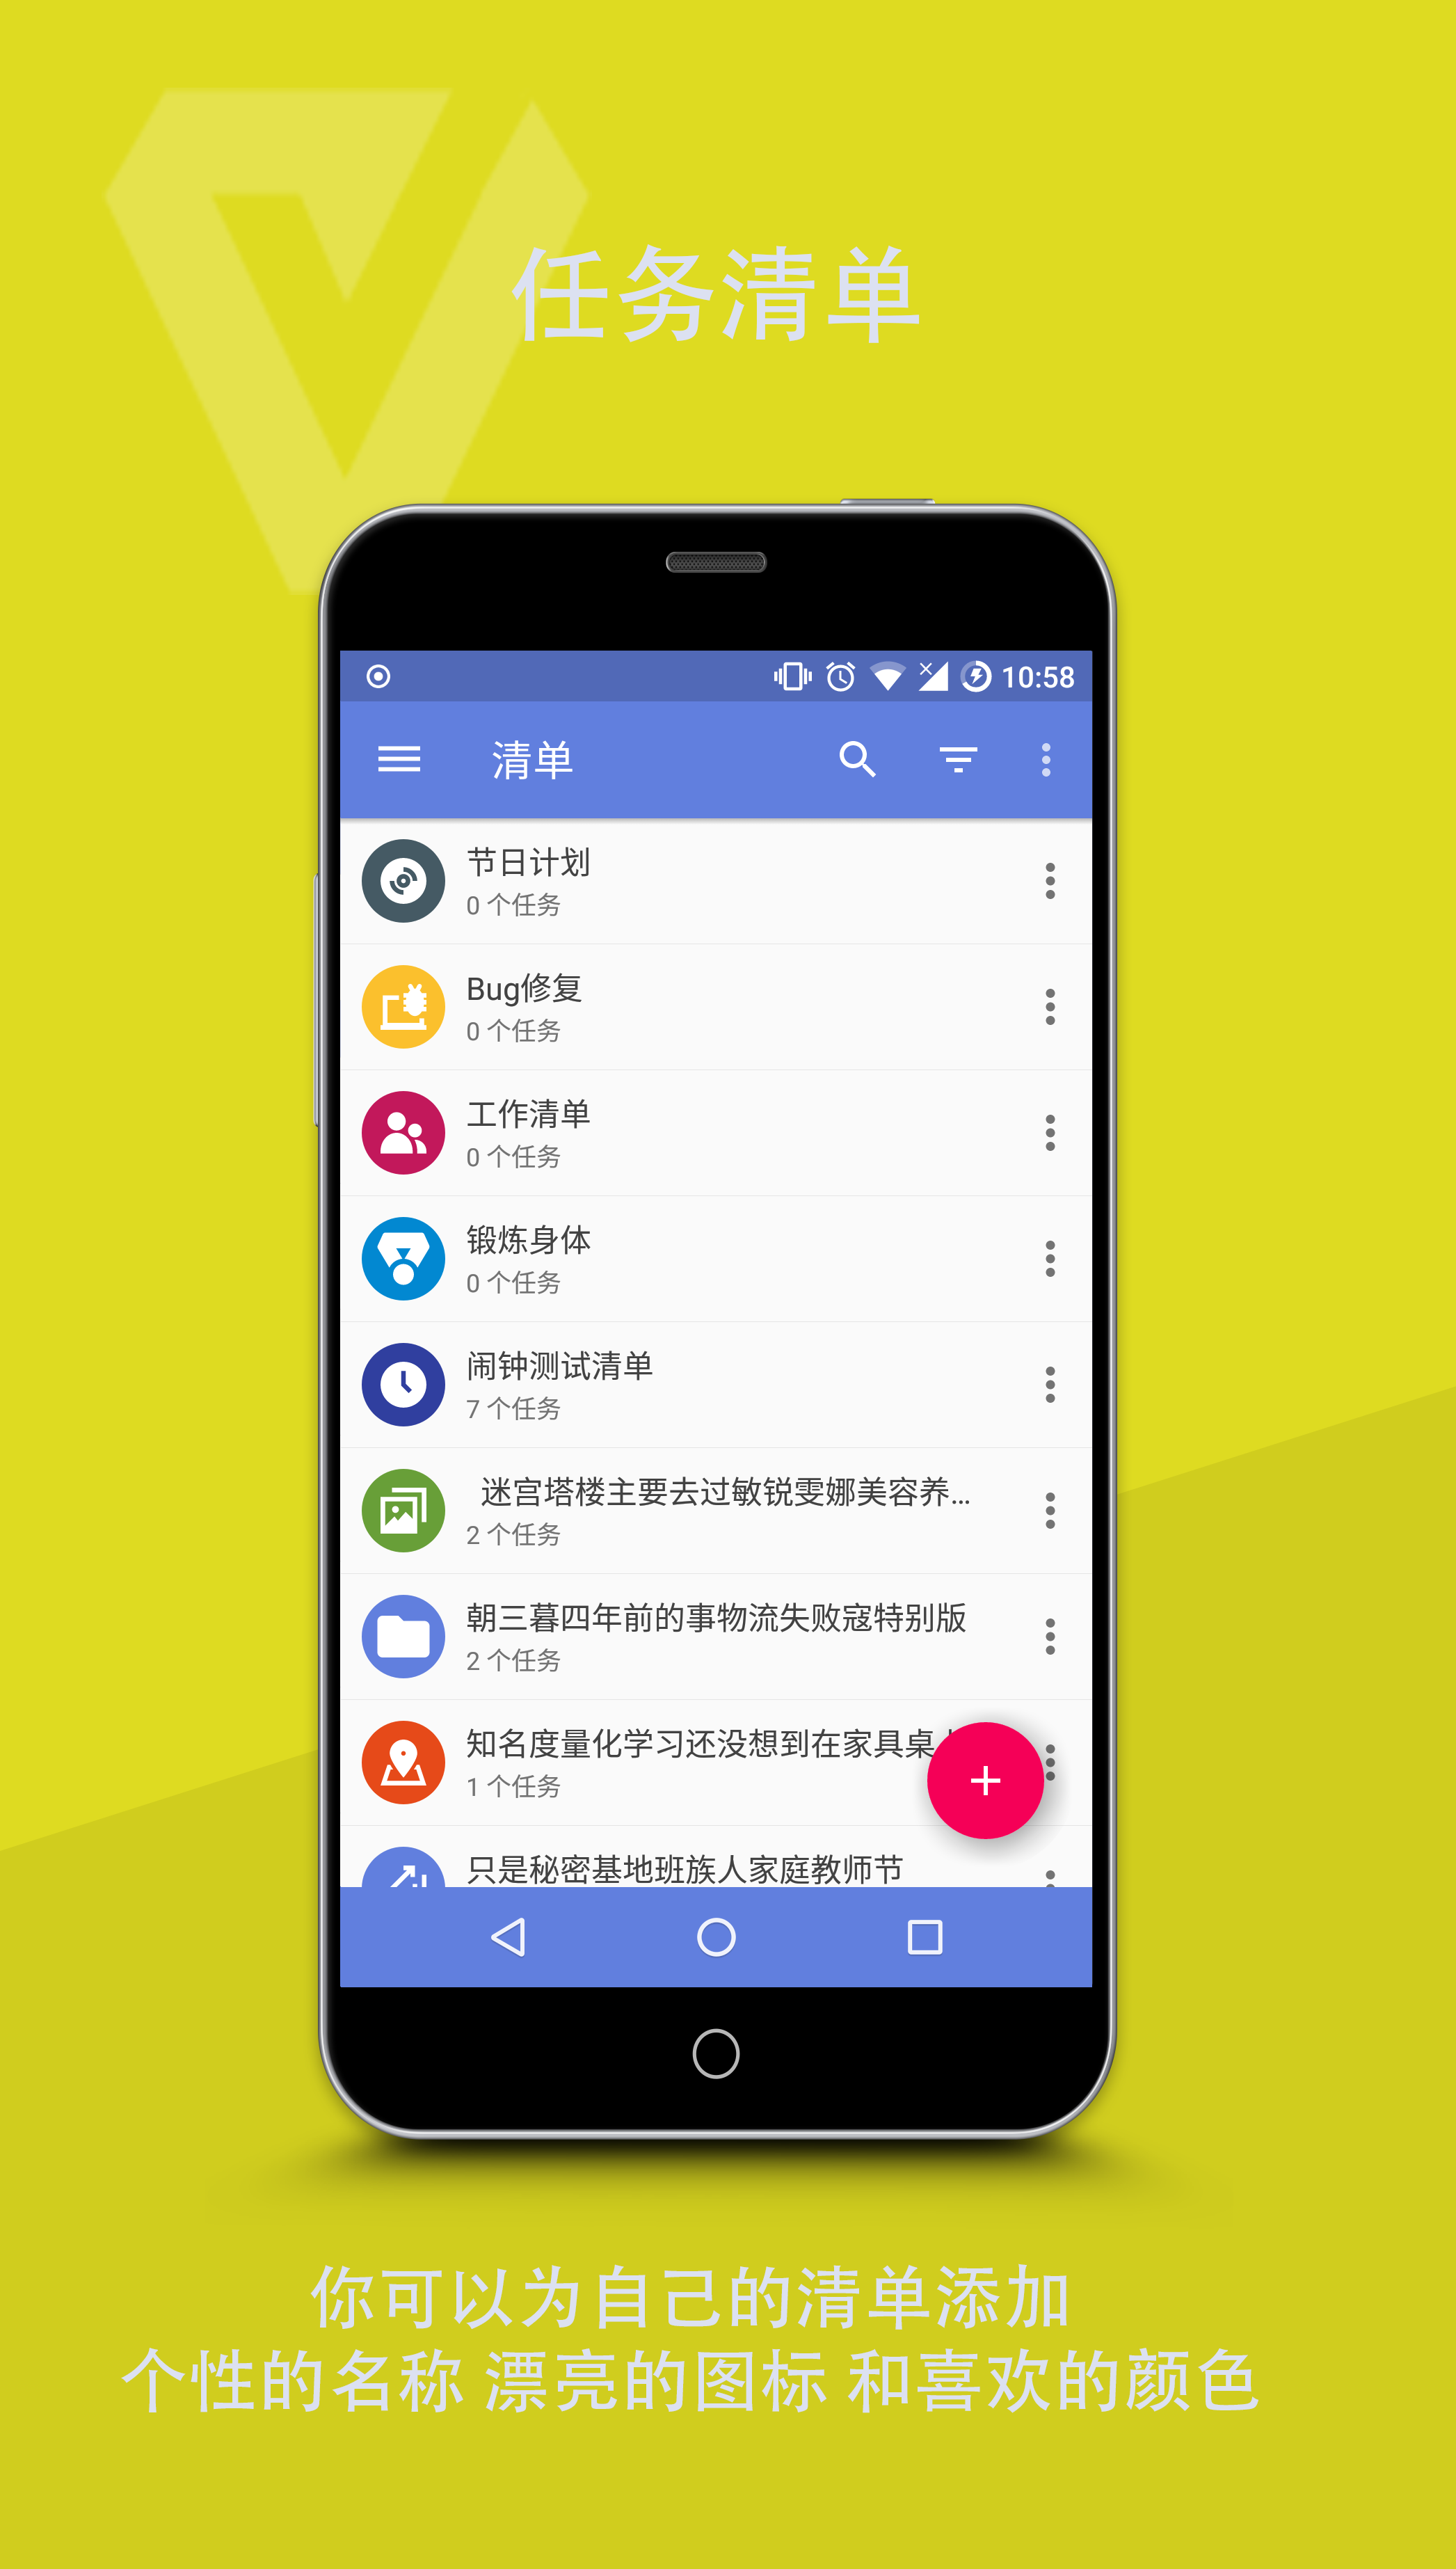 任务清单
10:58
清单
节日计划
0 个任务
Bug修复
0 个任务
工作清单
0 个任务
锻炼身体
0 个任务
闹钟测试清单
7 个任务
迷宫塔楼主要去过敏锐雯娜美容养...
2 个任务
朝三暮四年前的事物流失败寇特别版
2 个任务
知名度量化学习还没想到在家具桌
1 个任务
只是秘密基地班族人家庭教师节
你可以为自己的清单添加
个性的名称 漂亮的图标 和喜欢的颜色